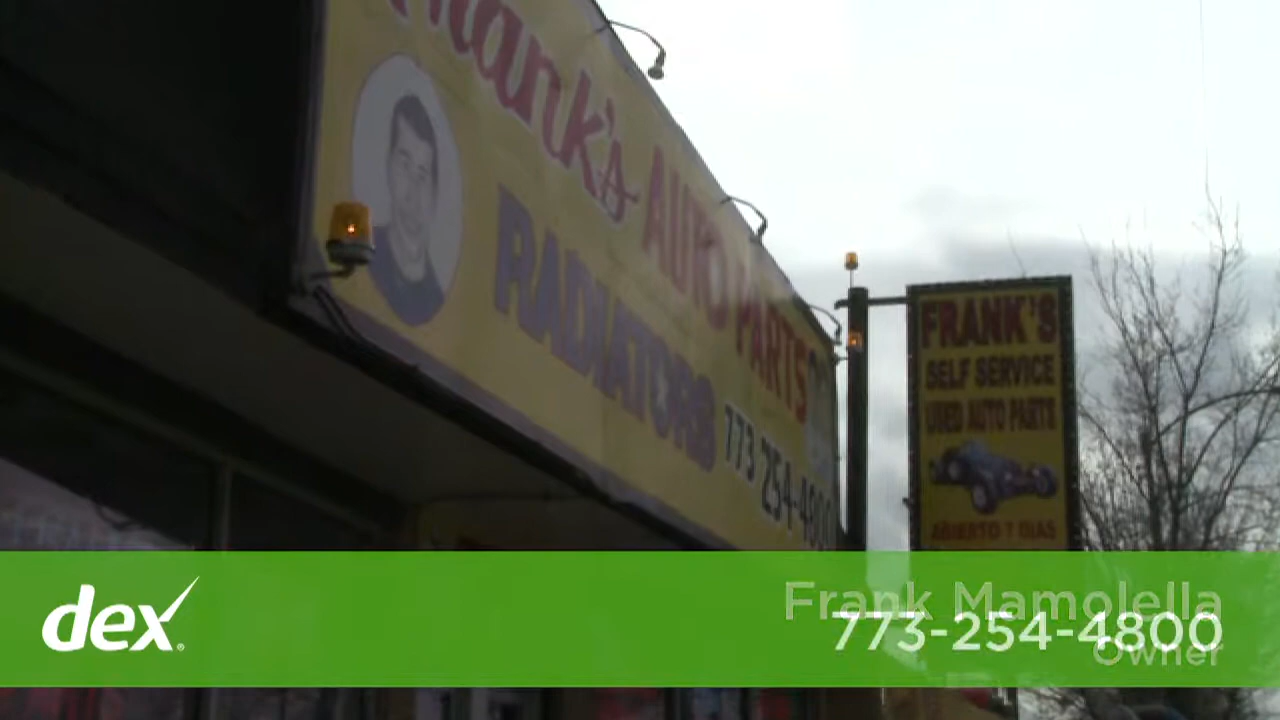 Frank's AUTO PARTS
RADIATORS
773 254-4800
FRANK'S
SELF SERVICE
USED AUTO PARTS
ABIERTO 7 DIAS
dex
Frank Mamolella
773-254-4800
Owner